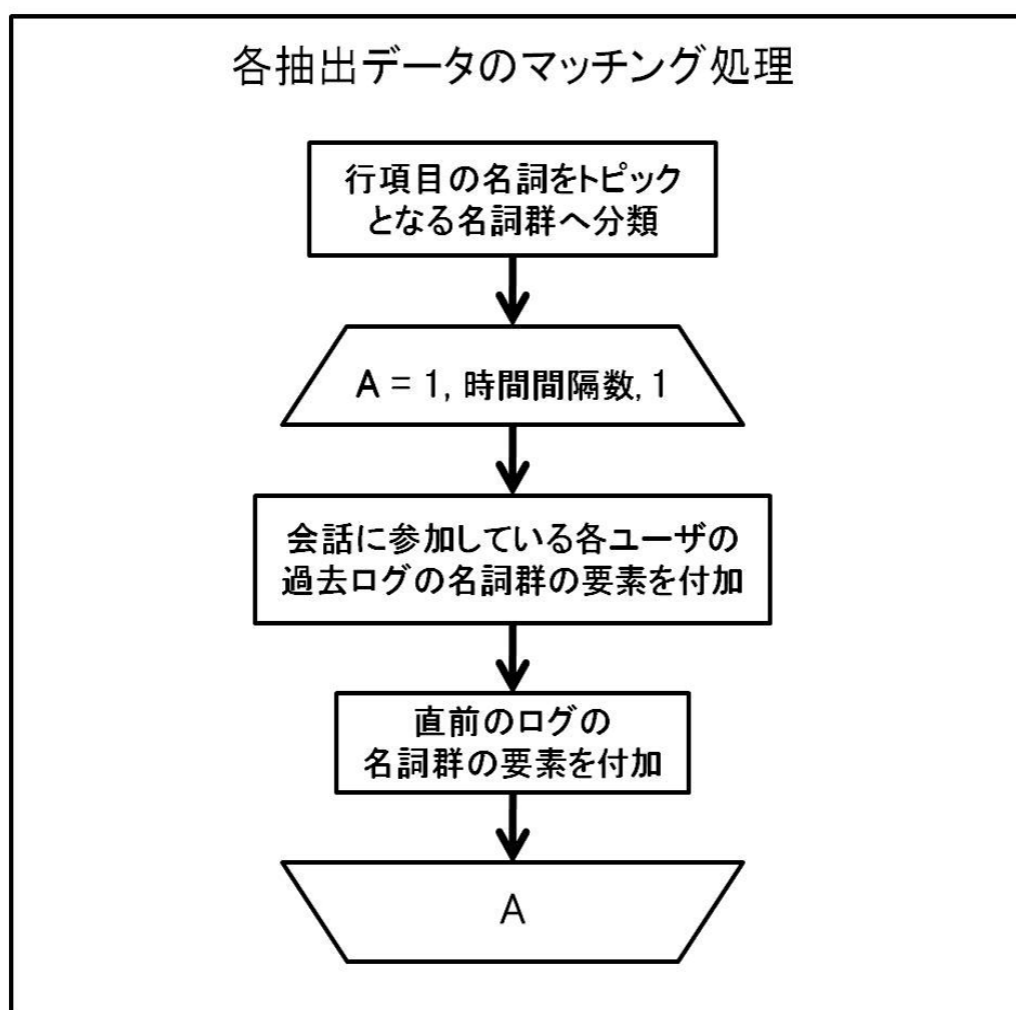 各抽出データのマッチング処理
行項目の名詞をトピック
となる名詞群へ分類
A = 1, 時間間隔数, 1
会話に参加している各ユーザの
過去ログの名詞群の要素を付加
直前のログの
名詞群の要素を付加
A